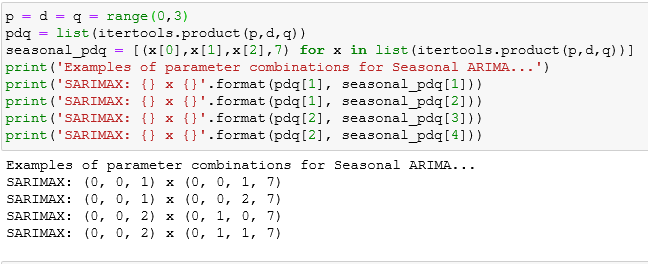 p = d = q = range(0,3)
pdq = list(itertools.product(p,d,q))
seasonal_pdq = [(x[0],x[1],x[2],7) for x in list(itertools.product(p,d,q))]
print('Examples of parameter combinations for Seasonal ARIMA...')
print('SARIMAX: {} x {}'.format(pdq[1], seasonal_pdq[1]))
print('SARIMAX: {} x {}'.format(pdq[1], seasonal_pdq[2]))
print('SARIMAX: {} x {}'.format(pdq[2], seasonal_pdq[3]))
print('SARIMAX: {} x {}'.format(pdq[2], seasonal_pdq[4]))
Examples of parameter combinations for Seasonal ARIMA...
SARIMAX: (0, 0, 1) x (0, 0, 1, 7)
SARIMAX: (0, 0, 1) x (0, 0, 2, 7)
SARIMAX: (0, 0, 2) x (0, 1, 0, 7)
SARIMAX: (0, 0, 2) x (0, 1, 1, 7)